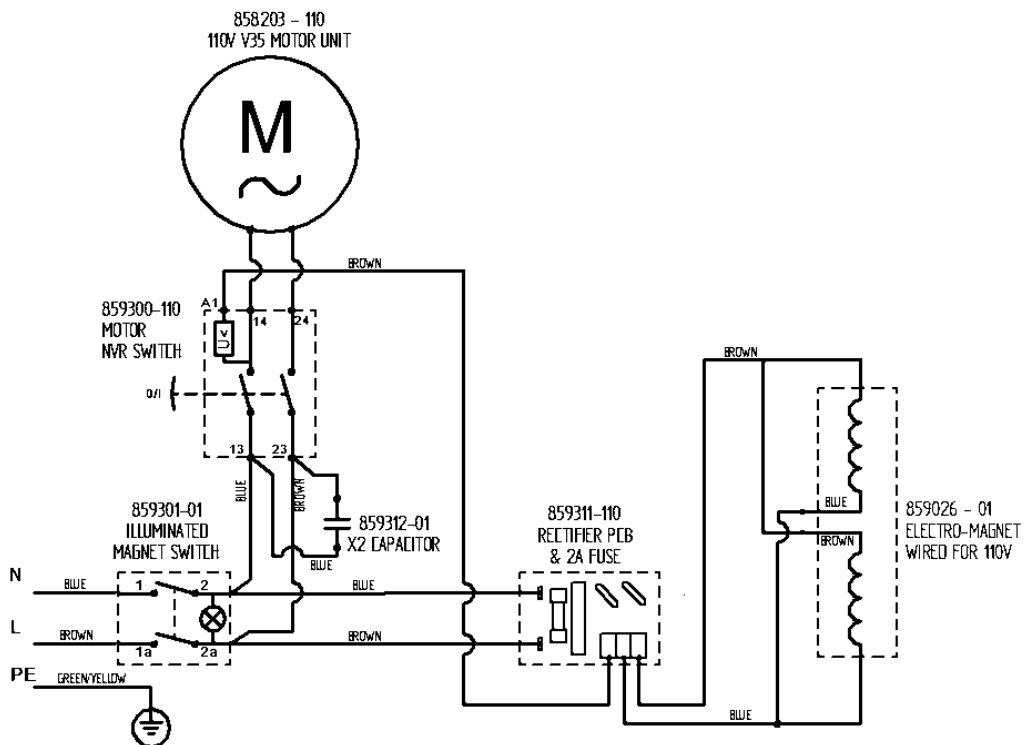 858203 - 110
110V V35 MOTOR UNIT
M
BROWN
859300-110
MOTOR
NVR SWITCH
A1
14
24
U<
0/1
13
23
BLUE
BROWN
859301-01
ILLUMINATED
MAGNET SWITCH
859312-01
X2 CAPACITOR
BLUE
859311-110
RECTIFIER PCB
& 2A FUSE
BROWN
BLUE
BROWN
859026 - 01
ELECTRO-MAGNET
WIRED FOR 110V
N
BLUE
1
2
BLUE
L
BROWN
1a
2a
BROWN
PE
GREEN/YELLOW
BLUE